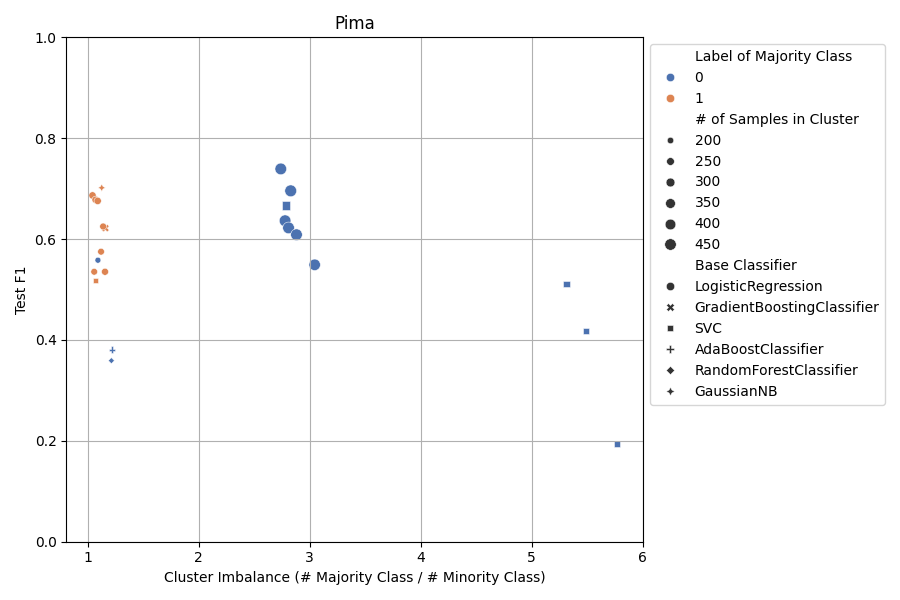 Pima
1.0
0.8
0.6
0.4
0.2
0.0
Test F1
1
2
3
4
5
6
Cluster Imbalance (# Majority Class / # Minority Class)
Label of Majority Class
0
1
# of Samples in Cluster
200
250
300
350
400
450
Base Classifier
LogisticRegression
GradientBoostingClassifier
SVC
AdaBoostClassifier
RandomForestClassifier
GaussianNB